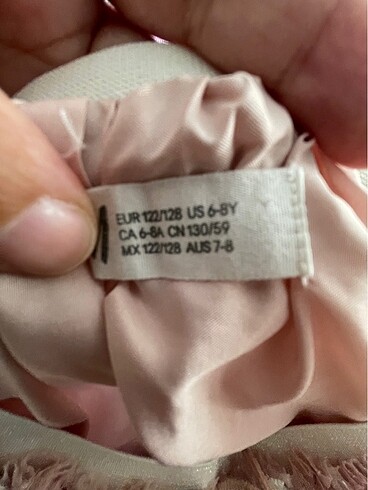 EUR 122/128 US 6-8Y
CA 6-8A CN 130/59
MX 122/128 AUS 7-8